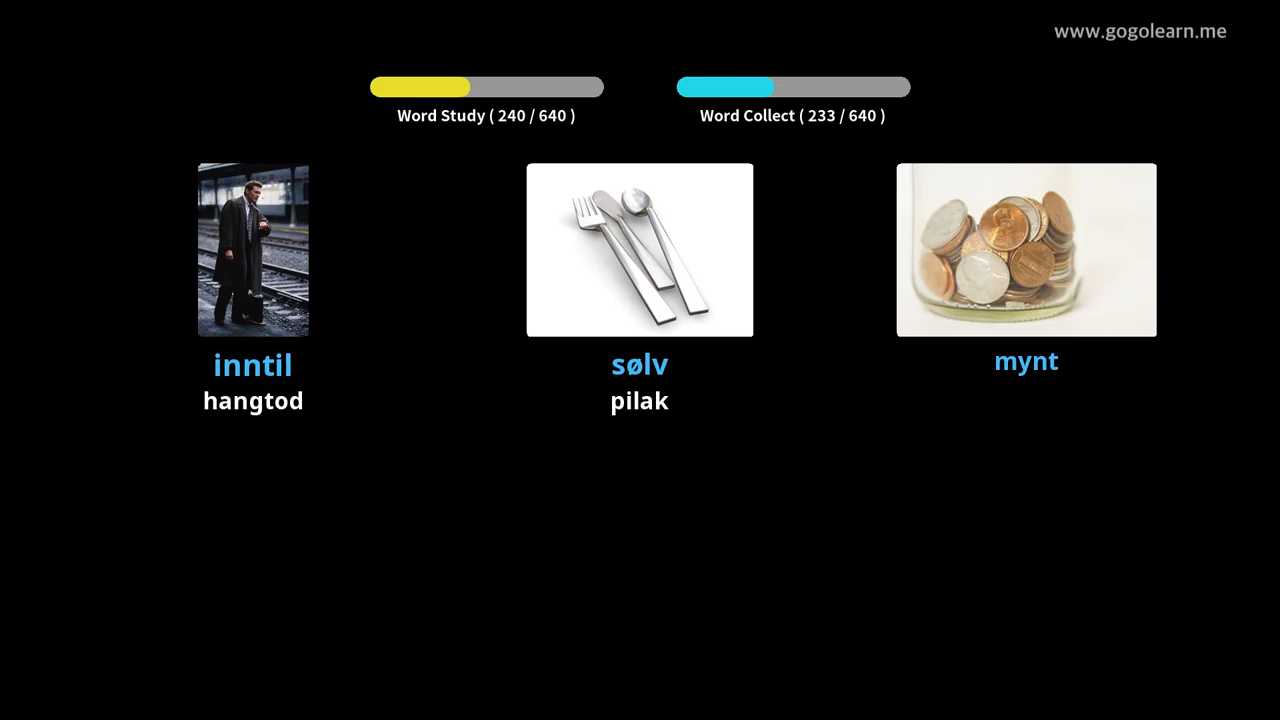 www.gogolearn.me
Word Study ( 240 / 640 )
Word Collect ( 233 / 640 )
inntil
hangtod
sølv
pilak
mynt